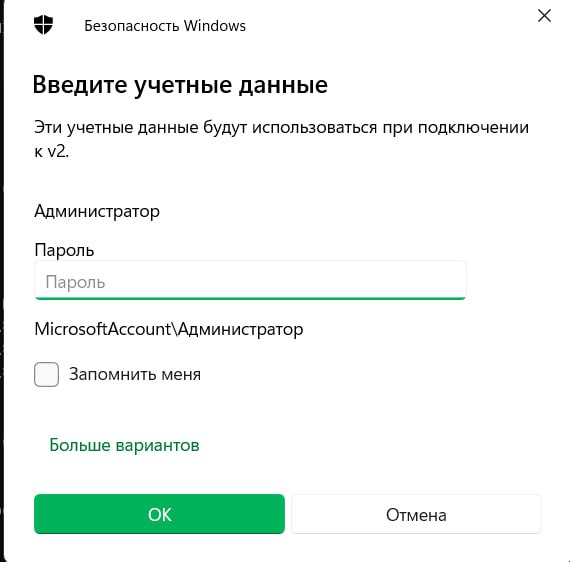 Безопасность Windows
Введите учетные данные
Эти учетные данные будут использоваться при подключении
к v2.
Администратор
Пароль
Пароль
MicrosoftAccount\Администратор
Запомнить меня
Больше вариантов
ОК
Отмена